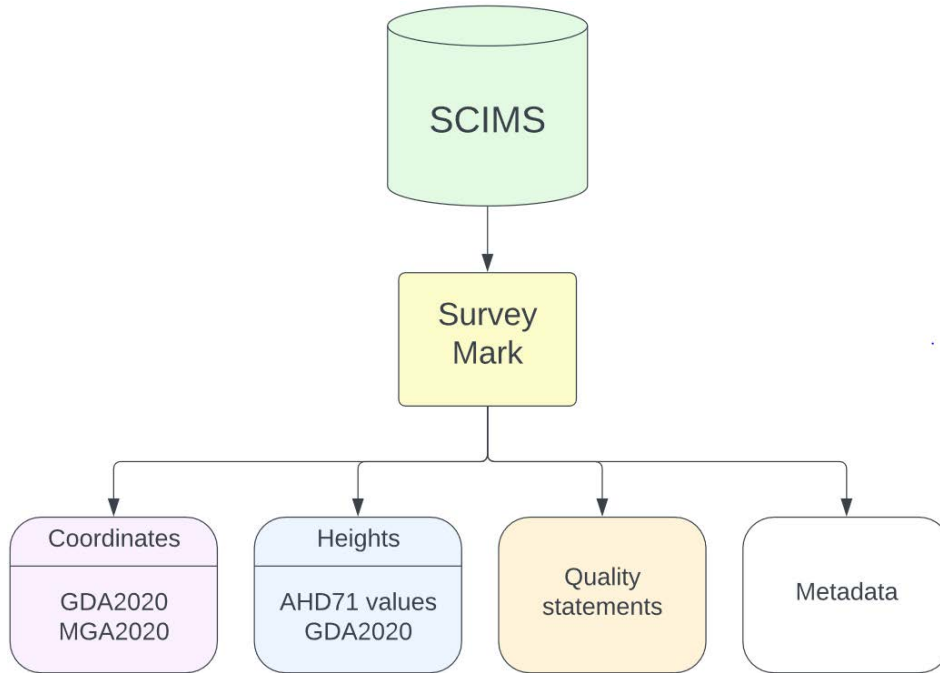 SCIMS
Survey
Mark
Coordinates
GDA2020
MGA2020
Heights
AHD71 values
GDA2020
Quality
statements
Metadata